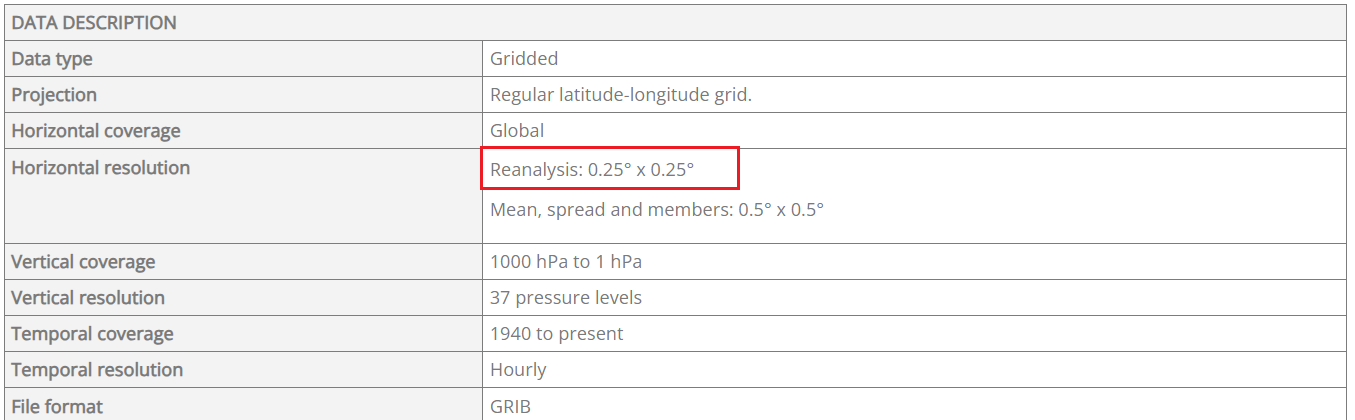 DATA DESCRIPTION
Data type Gridded
Projection Regular latitude-longitude grid.
Horizontal coverage Global
Horizontal resolution Reanalysis: 0.25° x 0.25°
Mean, spread and members: 0.5° x 0.5°
Vertical coverage 1000 hPa to 1 hPa
Vertical resolution 37 pressure levels
Temporal coverage 1940 to present
Temporal resolution Hourly
File format GRIB